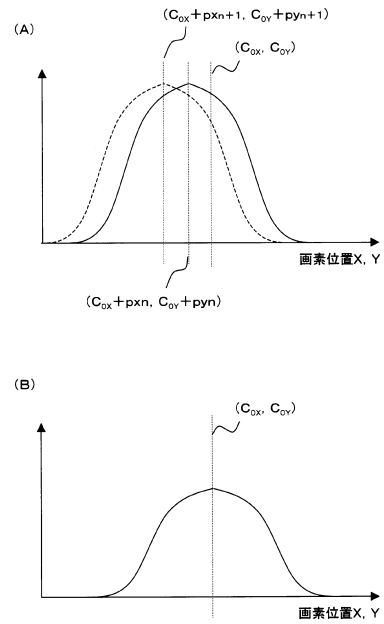 (C₀ₓ+pxn+1, C₀Y+pyn+1)
(A)
(C₀X, C₀Y)
画素位置X, Y
(C₀X+pxn, C₀Y+pyn)
(B)
(C₀X, C₀Y)
画素位置X, Y